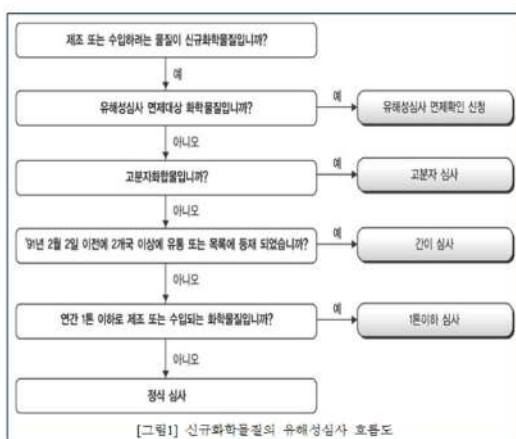 제조 또는 수입하려는 물질이 신규화학물질입니까?
예
유해성심사 면제대상 화학물질입니까?
예
유해성심사 면제확인 신청
아니오
고분자화합물입니까?
예
고분자 심사
아니오
'91년 2월 2일 이전에 2개국 이상에 유통 또는 목록에 등재 되었습니까?
예
간이 심사
아니오
연간 1톤 이하로 제조 또는 수입되는 화학물질입니까?
예
1톤이하 심사
아니오
정식 심사
[그림1] 신규화학물질의 유해성심사 흐름도